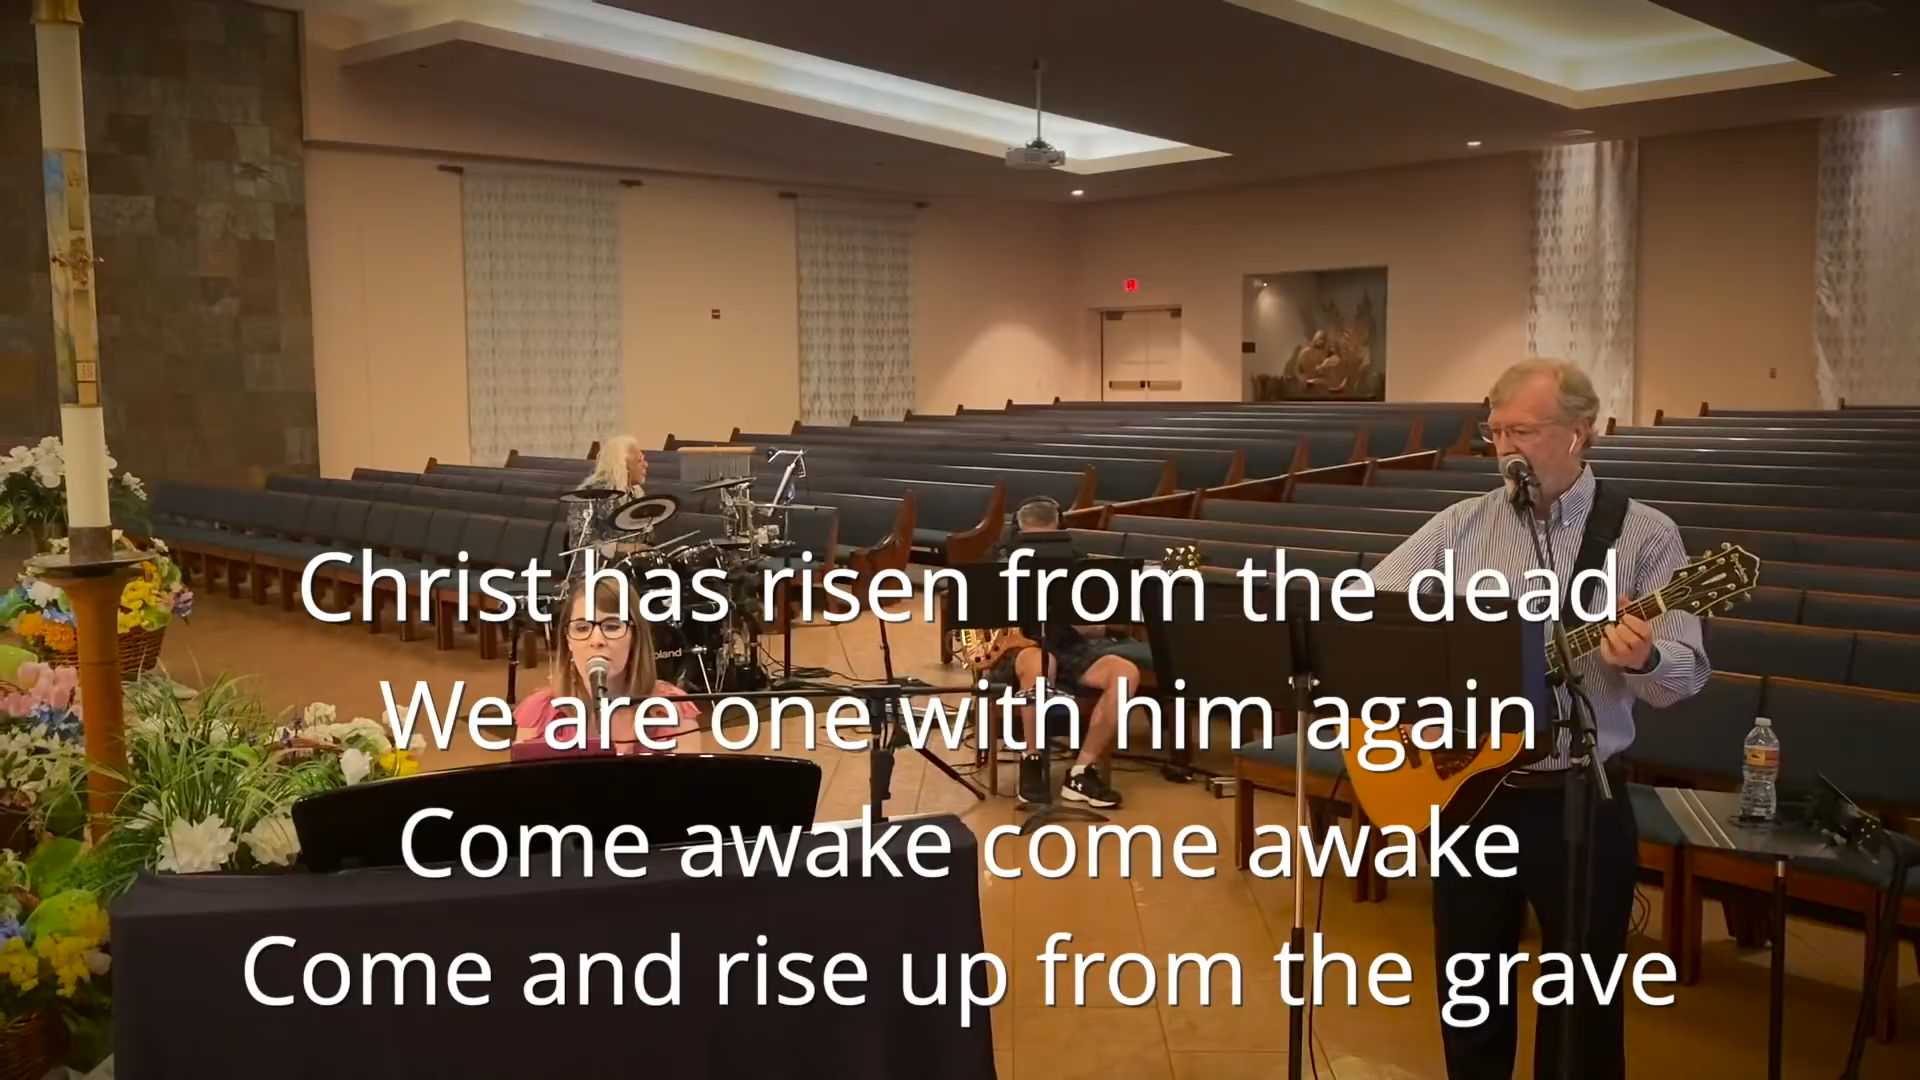 Christ has risen from the dead
We are one with him again
Come awake come awake
Come and rise up from the grave
Roland